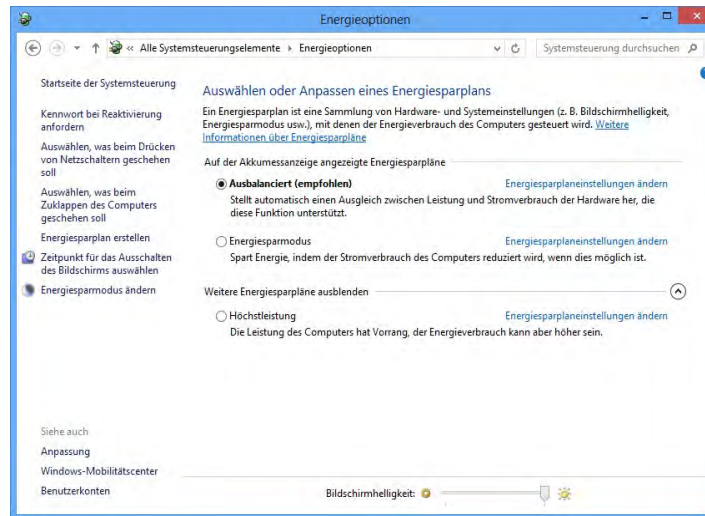 Energieoptionen
« Alle Systemsteuerungselemente ▸ Energieoptionen
Systemsteuerung durchsuchen
Startseite der Systemsteuerung
Kennwort bei Reaktivierung
anfordern
Auswählen, was beim Drücken
von Netzschaltern geschehen
soll
Auswählen, was beim
Zuklappen des Computers
geschehen soll
Energiesparplan erstellen
Zeitpunkt für das Ausschalten
des Bildschirms auswählen
Energiesparmodus ändern
Siehe auch
Anpassung
Windows-Mobilitätscenter
Benutzerkonten
Auswählen oder Anpassen eines Energiesparplans
Ein Energiesparplan ist eine Sammlung von Hardware- und Systemeinstellungen (z. B. Bildschirmhelligkeit,
Energiesparmodus usw.), mit denen der Energieverbrauch des Computers gesteuert wird. Weitere
Informationen über Energiesparpläne
Auf der Akkumessanzeige angezeigte Energiesparpläne
Ausbalanciert (empfohlen) Energiesparplaneinstellungen ändern
Stellt automatisch einen Ausgleich zwischen Leistung und Stromverbrauch der Hardware her, die
diese Funktion unterstützt.
Energiesparmodus Energiesparplaneinstellungen ändern
Spart Energie, indem der Stromverbrauch des Computers reduziert wird, wenn dies möglich ist.
Weitere Energiesparpläne ausblenden
Höchstleistung Energiesparplaneinstellungen ändern
Die Leistung des Computers hat Vorrang, der Energieverbrauch kann aber höher sein.
Bildschirmhelligkeit: